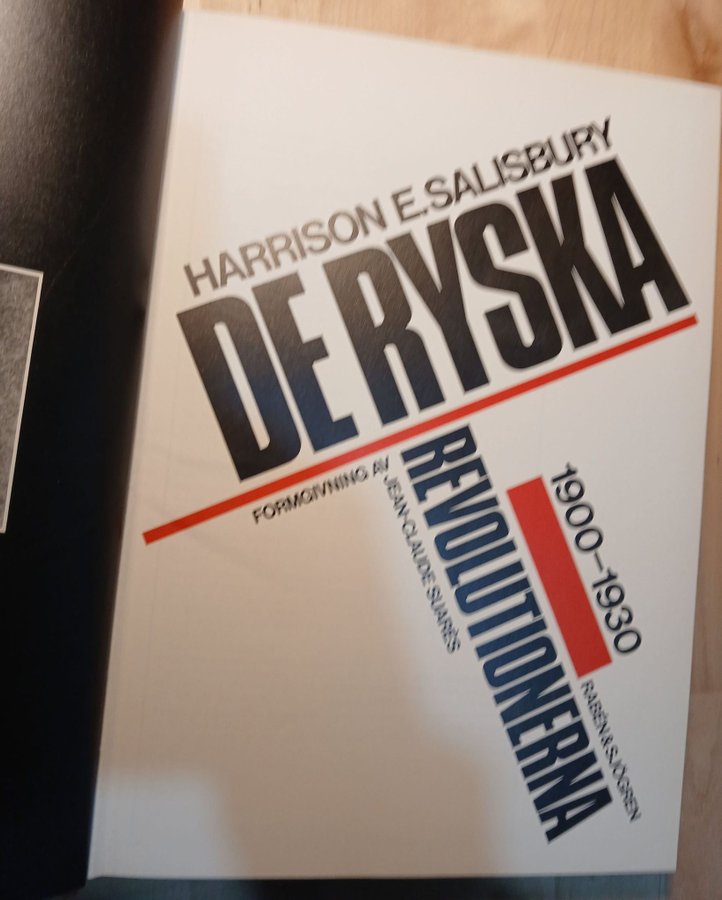 HARRISON E. SALISBURY
DE RYSKA
FORMGIVNING AV
JEAN-CLAUDE SUARÈS
REVOLUTIONERNA
1900–1930
RABÉN & SJÖGREN